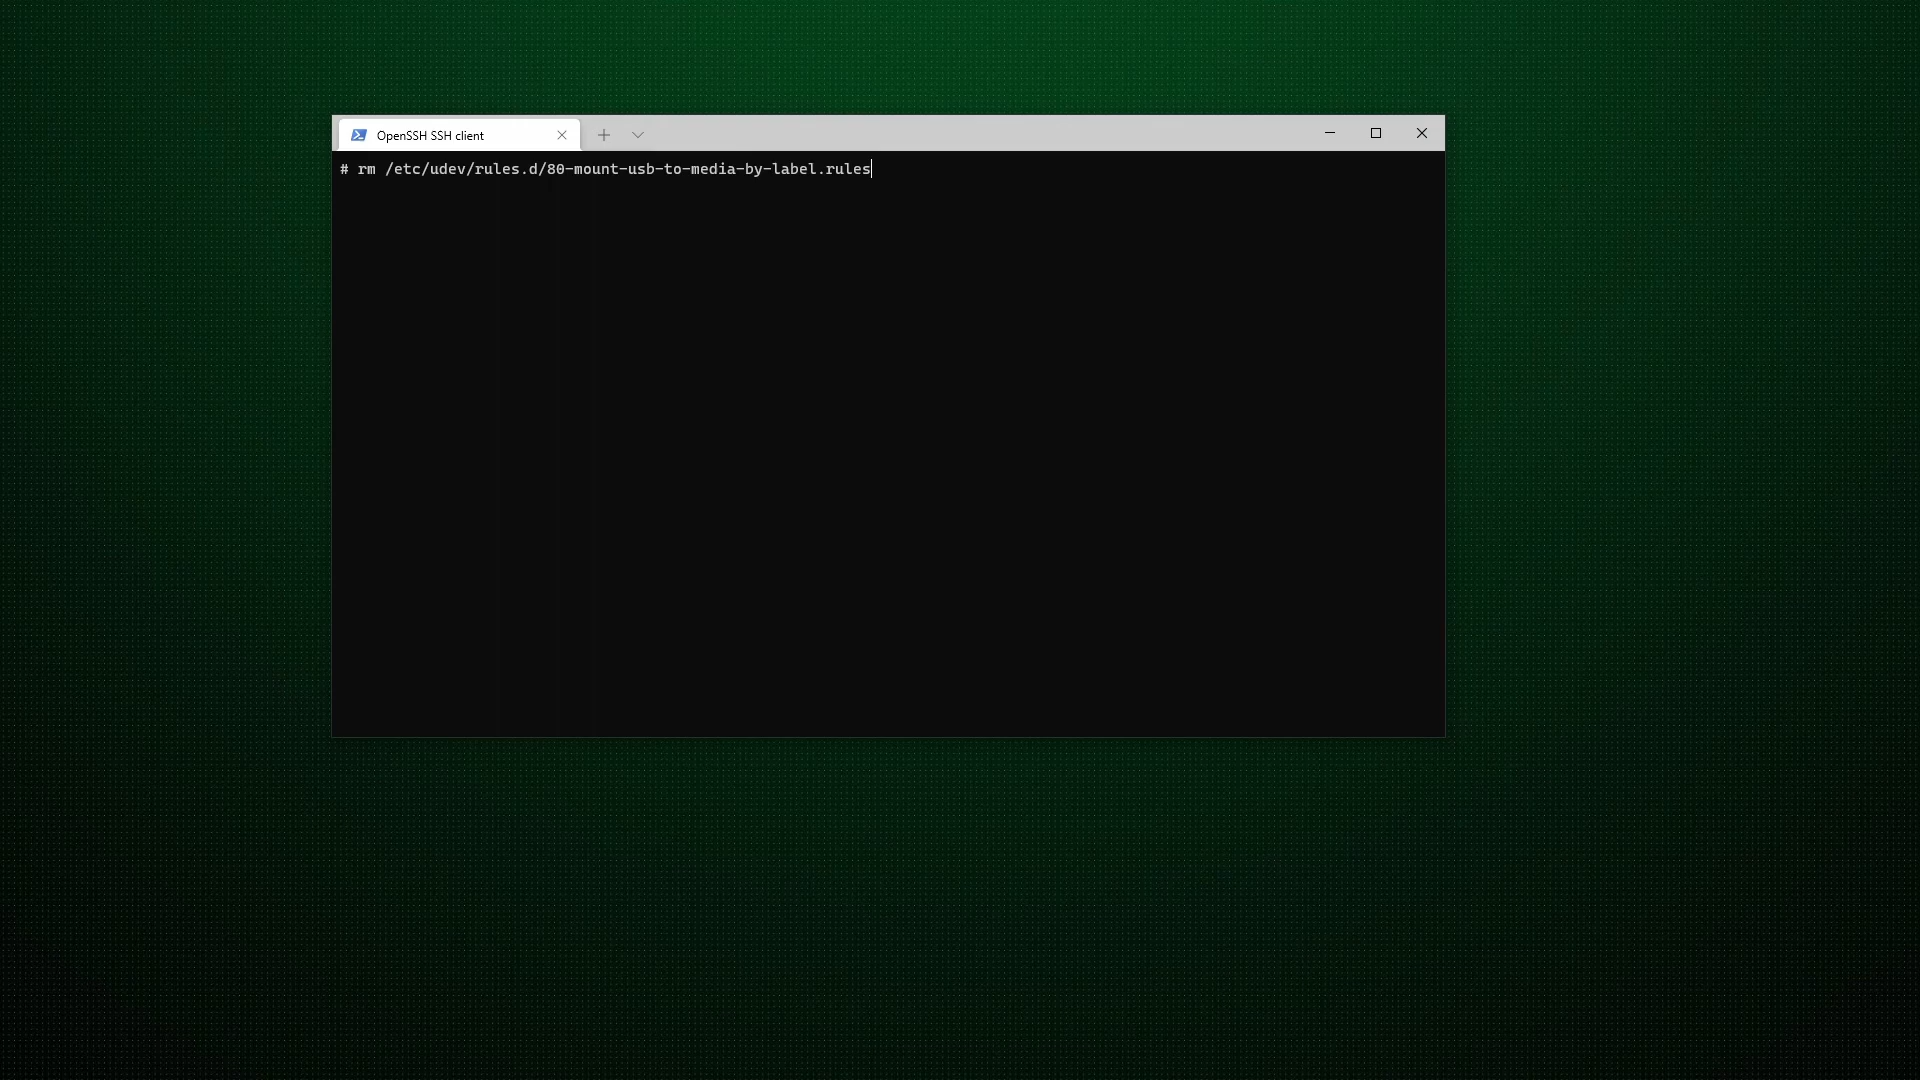 OpenSSH SSH client
# rm /etc/udev/rules.d/80-mount-usb-to-media-by-label.rules